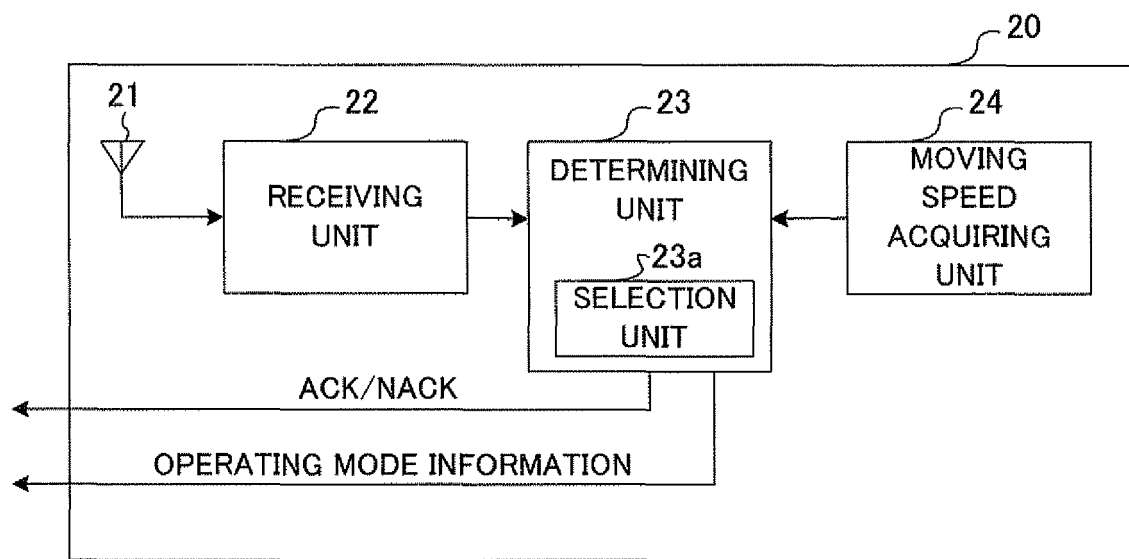 20
21
22
23
24
RECEIVING
UNIT
DETERMINING
UNIT
23a
SELECTION
UNIT
MOVING
SPEED
ACQUIRING
UNIT
ACK/NACK
OPERATING MODE INFORMATION